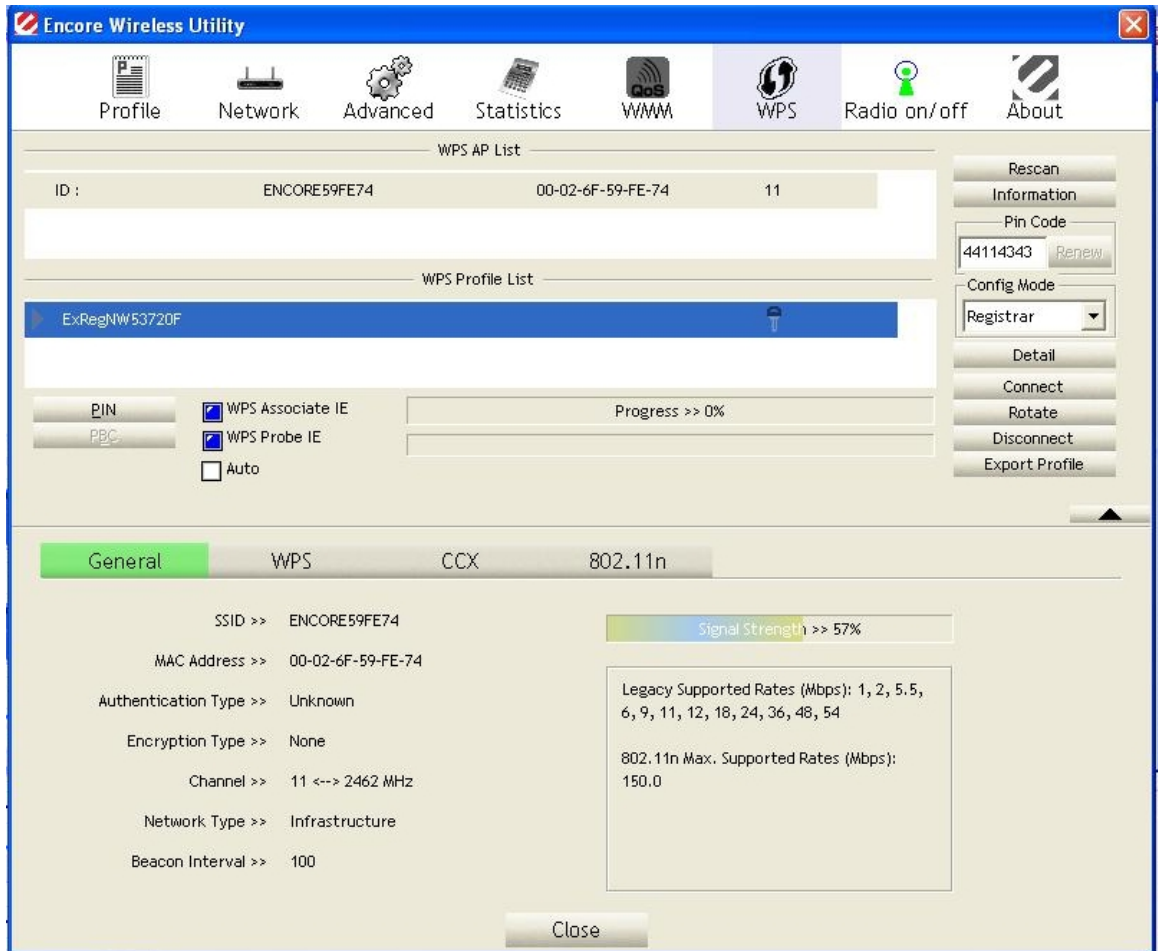 Encore Wireless Utility
Profile Network Advanced Statistics QoS WMM WPS Radio on/off About
WPS AP List
ID : ENCORE59FE74 00-02-6F-59-FE-74 11
Rescan
Information
Pin Code
44114343 Renew
WPS Profile List
Config Mode
ExRegNW53720F
Registrar
Detail
Connect
PIN WPS Associate IE Progress >> 0% Rotate
PBC WPS Probe IE Disconnect
Auto Export Profile
General WPS CCX 802.11n
SSID >> ENCORE59FE74
Signal Strength >> 57%
MAC Address >> 00-02-6F-59-FE-74
Authentication Type >> Unknown
Encryption Type >> None
Channel >> 11 <--> 2462 MHz
Network Type >> Infrastructure
Beacon Interval >> 100
Legacy Supported Rates (Mbps): 1, 2, 5.5,
6, 9, 11, 12, 18, 24, 36, 48, 54
802.11n Max. Supported Rates (Mbps):
150.0
Close